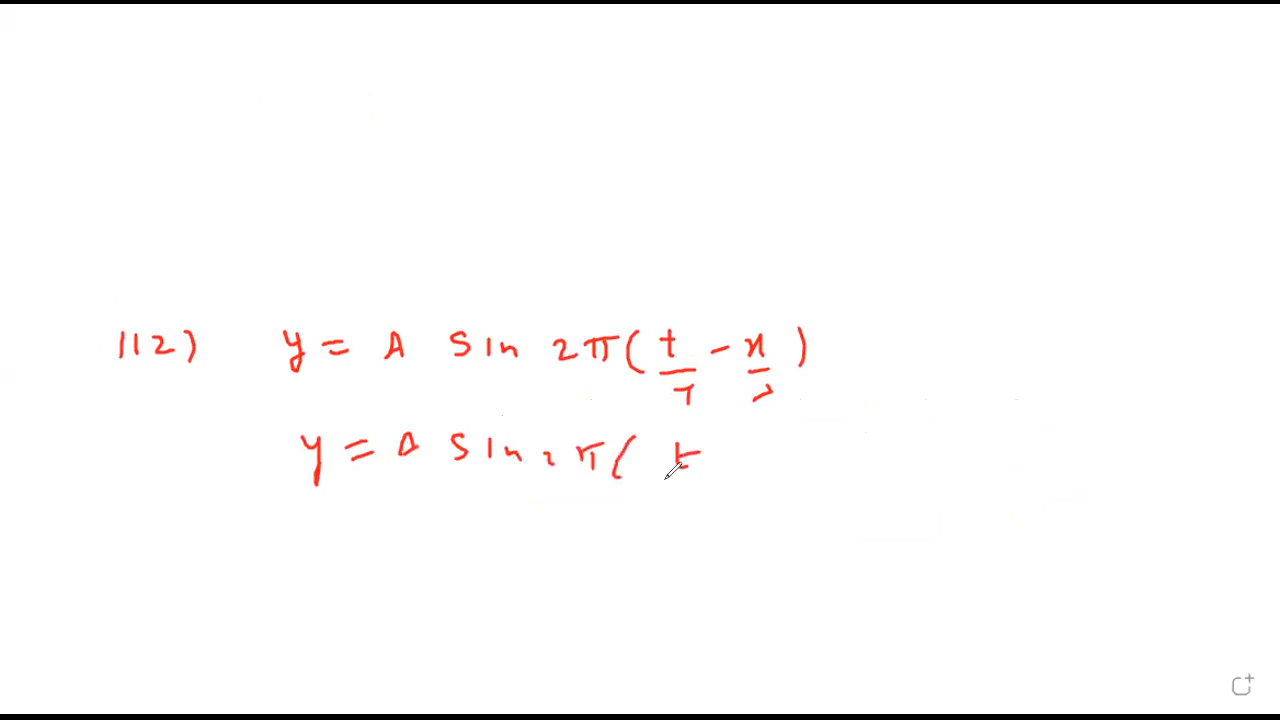 112) y = A sin 2π( t/T - x/λ )
y = A sin 2π( t